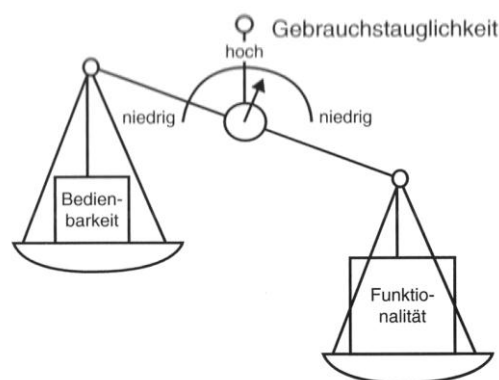 Gebrauchstauglichkeit
hoch
niedrig
niedrig
Bedien-
barkeit
Funktio-
nalität